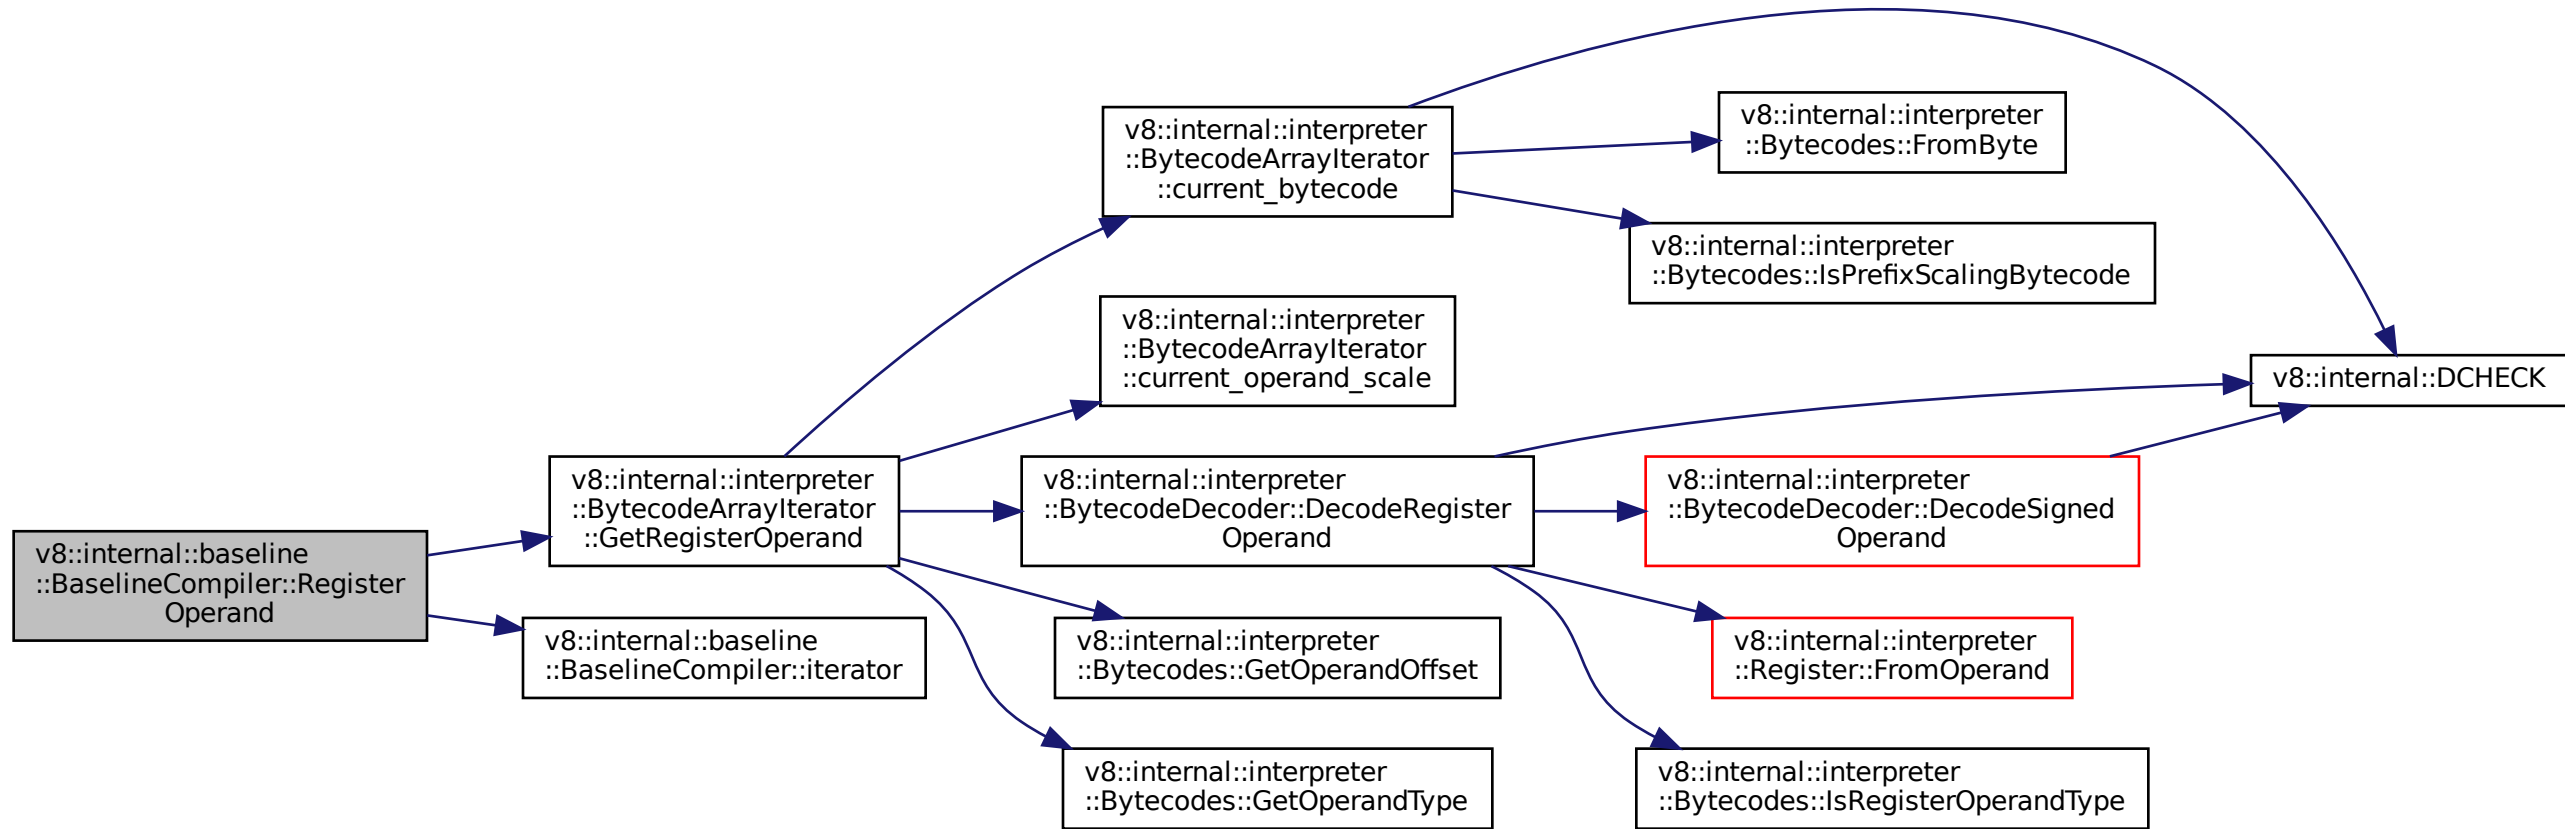 v8::internal::baseline
::BaselineCompiler::Register
Operand
v8::internal::interpreter
::BytecodeArrayIterator
::GetRegisterOperand
v8::internal::baseline
::BaselineCompiler::iterator
v8::internal::interpreter
::BytecodeArrayIterator
::current_bytecode
v8::internal::interpreter
::BytecodeArrayIterator
::current_operand_scale
v8::internal::interpreter
::BytecodeDecoder::DecodeRegister
Operand
v8::internal::interpreter
::Bytecodes::GetOperandOffset
v8::internal::interpreter
::Bytecodes::GetOperandType
v8::internal::interpreter
::Bytecodes::FromByte
v8::internal::interpreter
::Bytecodes::IsPrefixScalingBytecode
v8::internal::DCHECK
v8::internal::interpreter
::BytecodeDecoder::DecodeSigned
Operand
v8::internal::interpreter
::Register::FromOperand
v8::internal::interpreter
::Bytecodes::IsRegisterOperandType